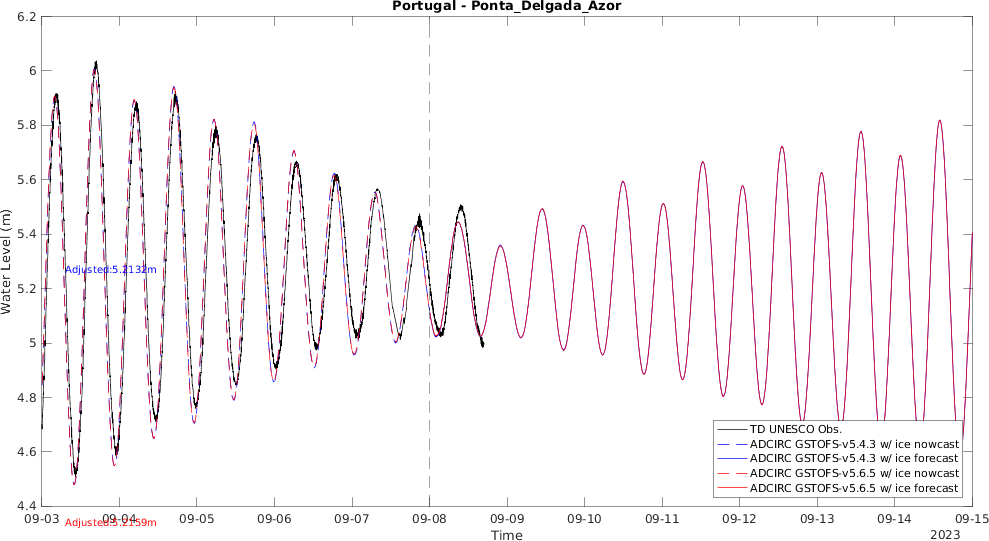 Portugal - Ponta_Delgada_Azor
6.2
6
5.8
5.6
5.4
5.2
5
4.8
4.6
4.4
Water Level (m)
Adjusted:5.2132m
Adjusted:5.2159m
TD UNESCO Obs.
ADCIRC GSTOFS-v5.4.3 w/ ice nowcast
ADCIRC GSTOFS-v5.4.3 w/ ice forecast
ADCIRC GSTOFS-v5.6.5 w/ ice nowcast
ADCIRC GSTOFS-v5.6.5 w/ ice forecast
09-03 09-04 09-05 09-06 09-07 09-08 09-09 09-10 09-11 09-12 09-13 09-14 09-15
Time
2023